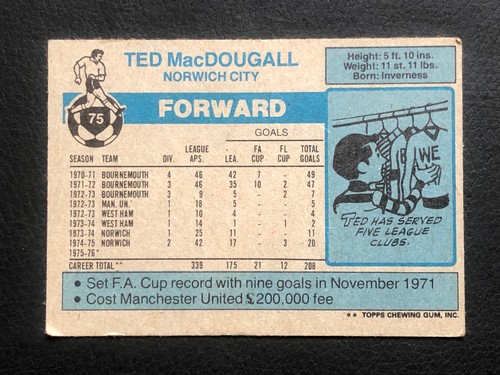 TED MacDOUGALL
NORWICH CITY
Height: 5 ft. 10 ins.
Weight: 11 st. 11 lbs.
Born: Inverness
75
FORWARD
GOALS
LEAGUE FA FL TOTAL
SEASON TEAM DIV. APS. LEA. CUP CUP GOALS
1970-71 BOURNEMOUTH 4 46 42 7 — 49
1971-72 BOURNEMOUTH 3 46 35 10 2 47
1972-73 BOURNEMOUTH 3
1972-73 MAN. UN. 1 18 5 — — 5
1972-73 WEST HAM 1 10 4 — — 4
1973-74 WEST HAM 1 14 1 — — 1
1973-74 NORWICH 1 25 11 — — 11
1974-75 NORWICH 2 42 17 — 3 20
1975-76*
CAREER TOTAL** 339 175 21 12 208
B WE
TED HAS SERVED
FIVE LEAGUE
CLUBS.
• Set F.A. Cup record with nine goals in November 1971
• Cost Manchester United £200,000 fee
** TOPPS CHEWING GUM, INC.